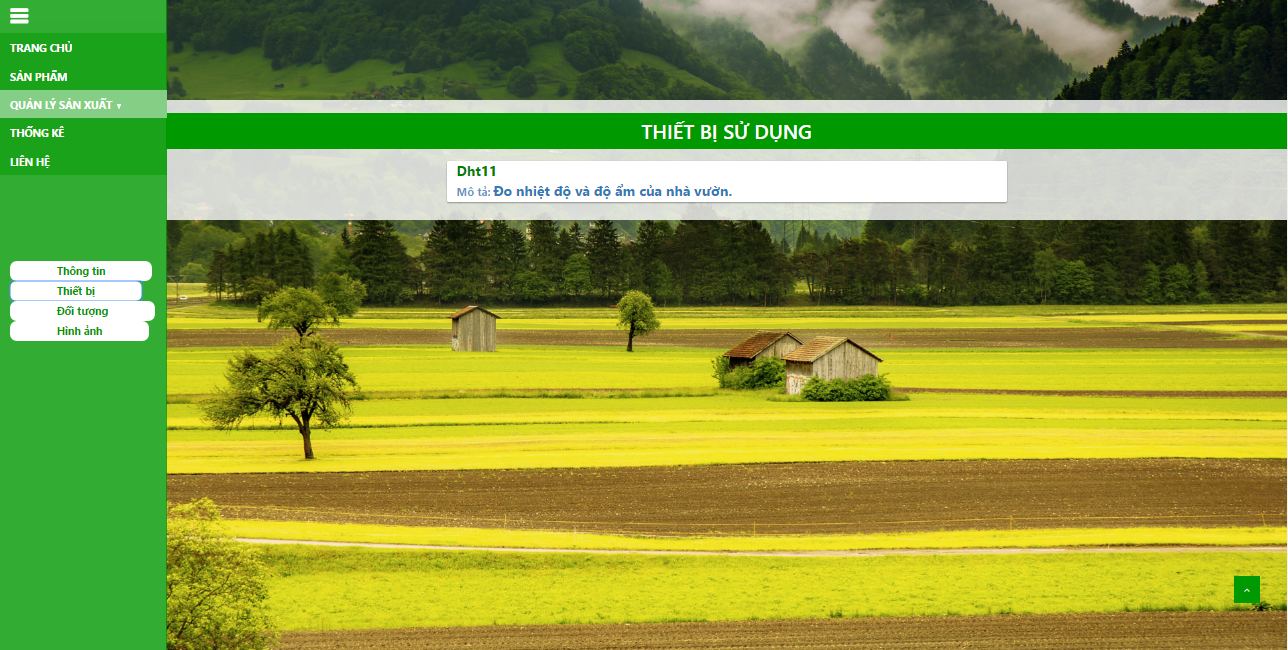 TRANG CHỦ
SẢN PHẨM
QUẢN LÝ SẢN XUẤT ▾
THỐNG KÊ
LIÊN HỆ
Thông tin
Thiết bị
Đối tượng
Hình ảnh
THIẾT BỊ SỬ DỤNG
Dht11
Mô tả: Đo nhiệt độ và độ ẩm của nhà vườn.